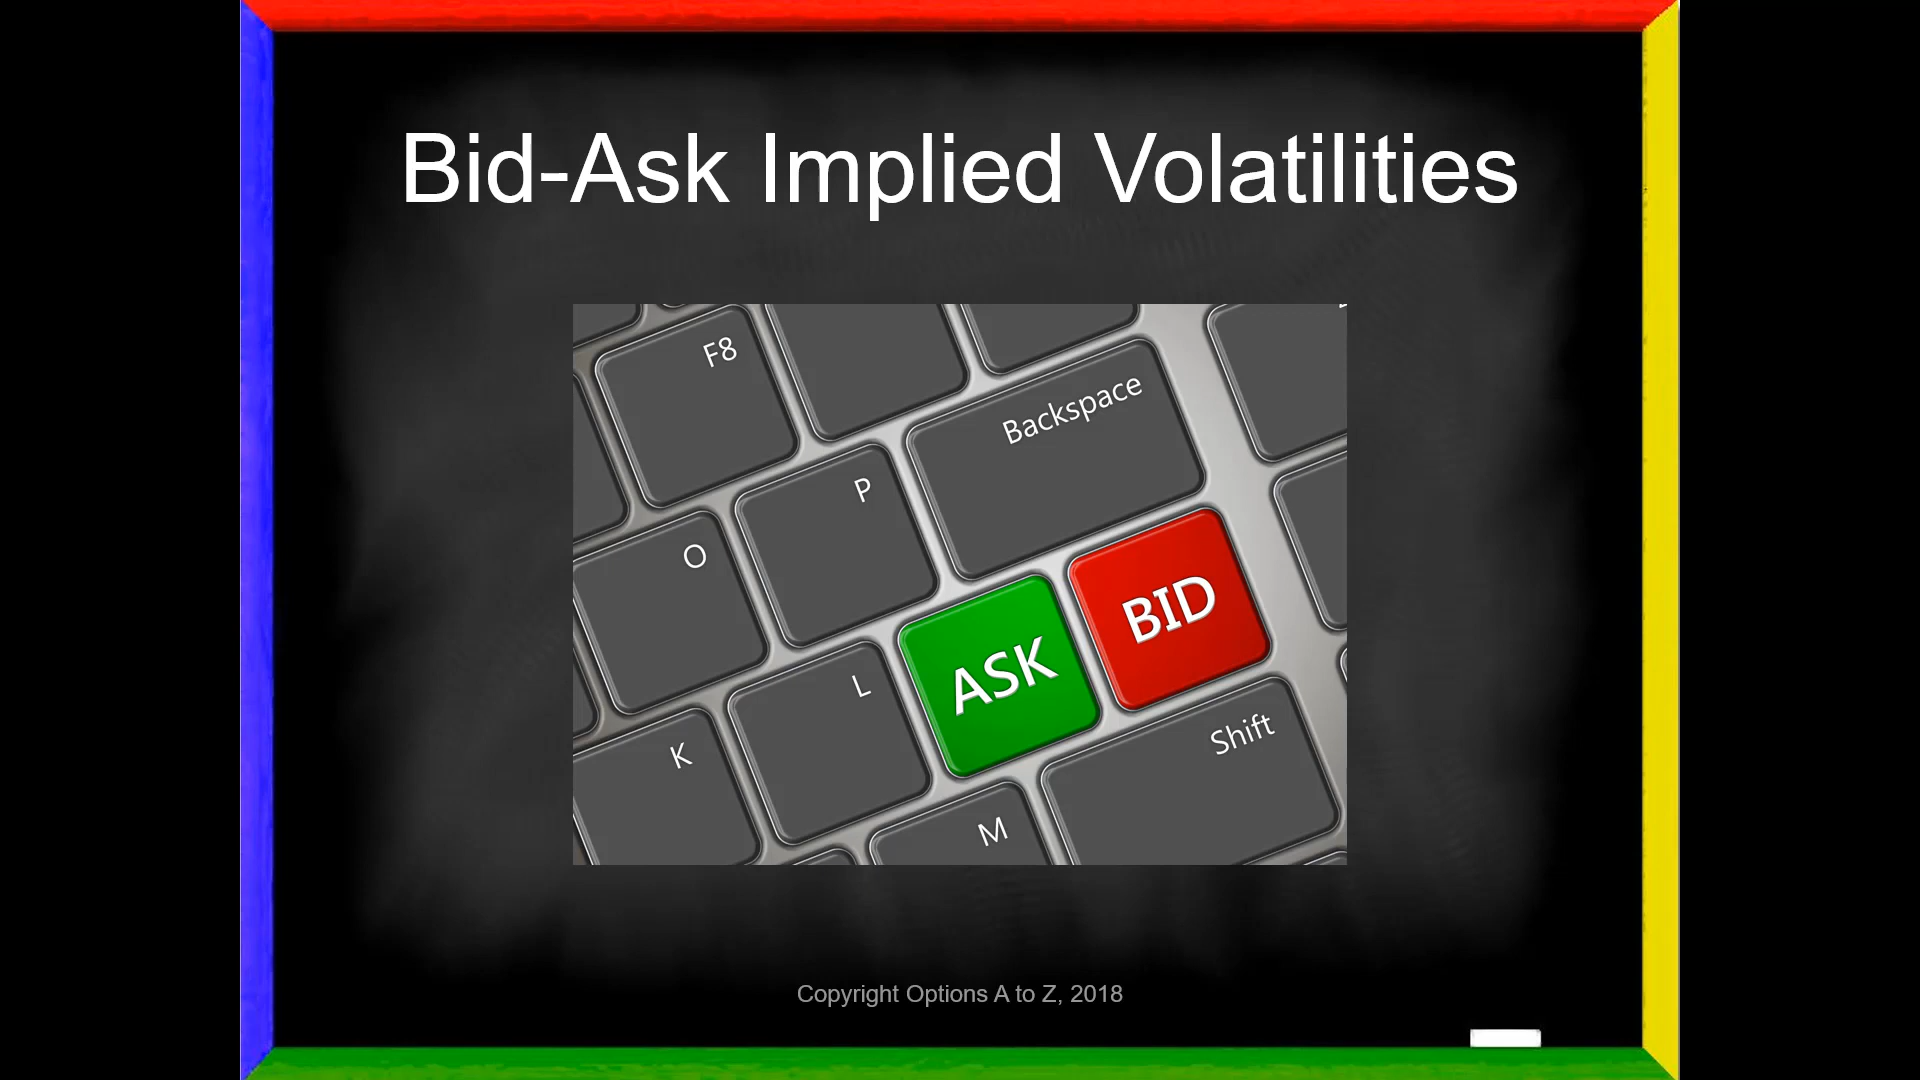 Bid-Ask Implied Volatilities
F8
Backspace
P
O
BID
ASK
L
Shift
K
M
Copyright Options A to Z, 2018